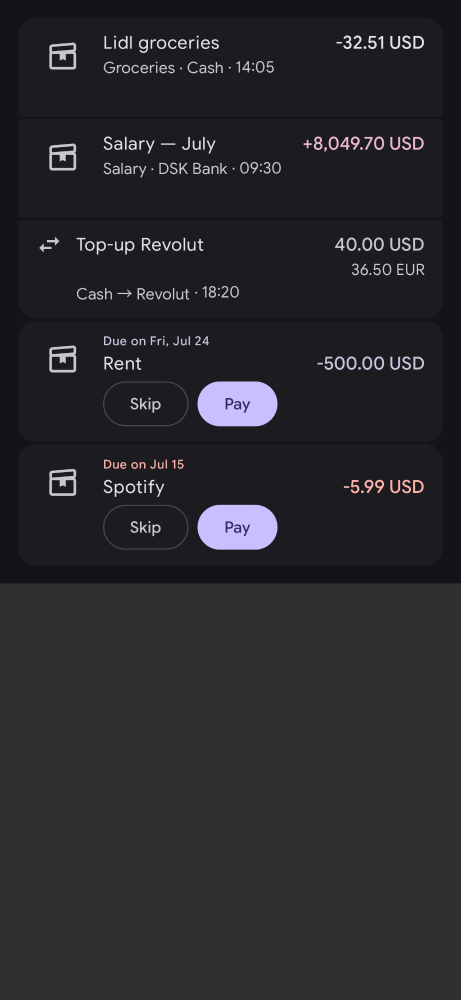 Lidl groceries -32.51 USD
Groceries · Cash · 14:05
Salary — July +8,049.70 USD
Salary · DSK Bank · 09:30
Top-up Revolut 40.00 USD
36.50 EUR
Cash → Revolut · 18:20
Due on Fri, Jul 24
Rent -500.00 USD
Skip Pay
Due on Jul 15
Spotify -5.99 USD
Skip Pay